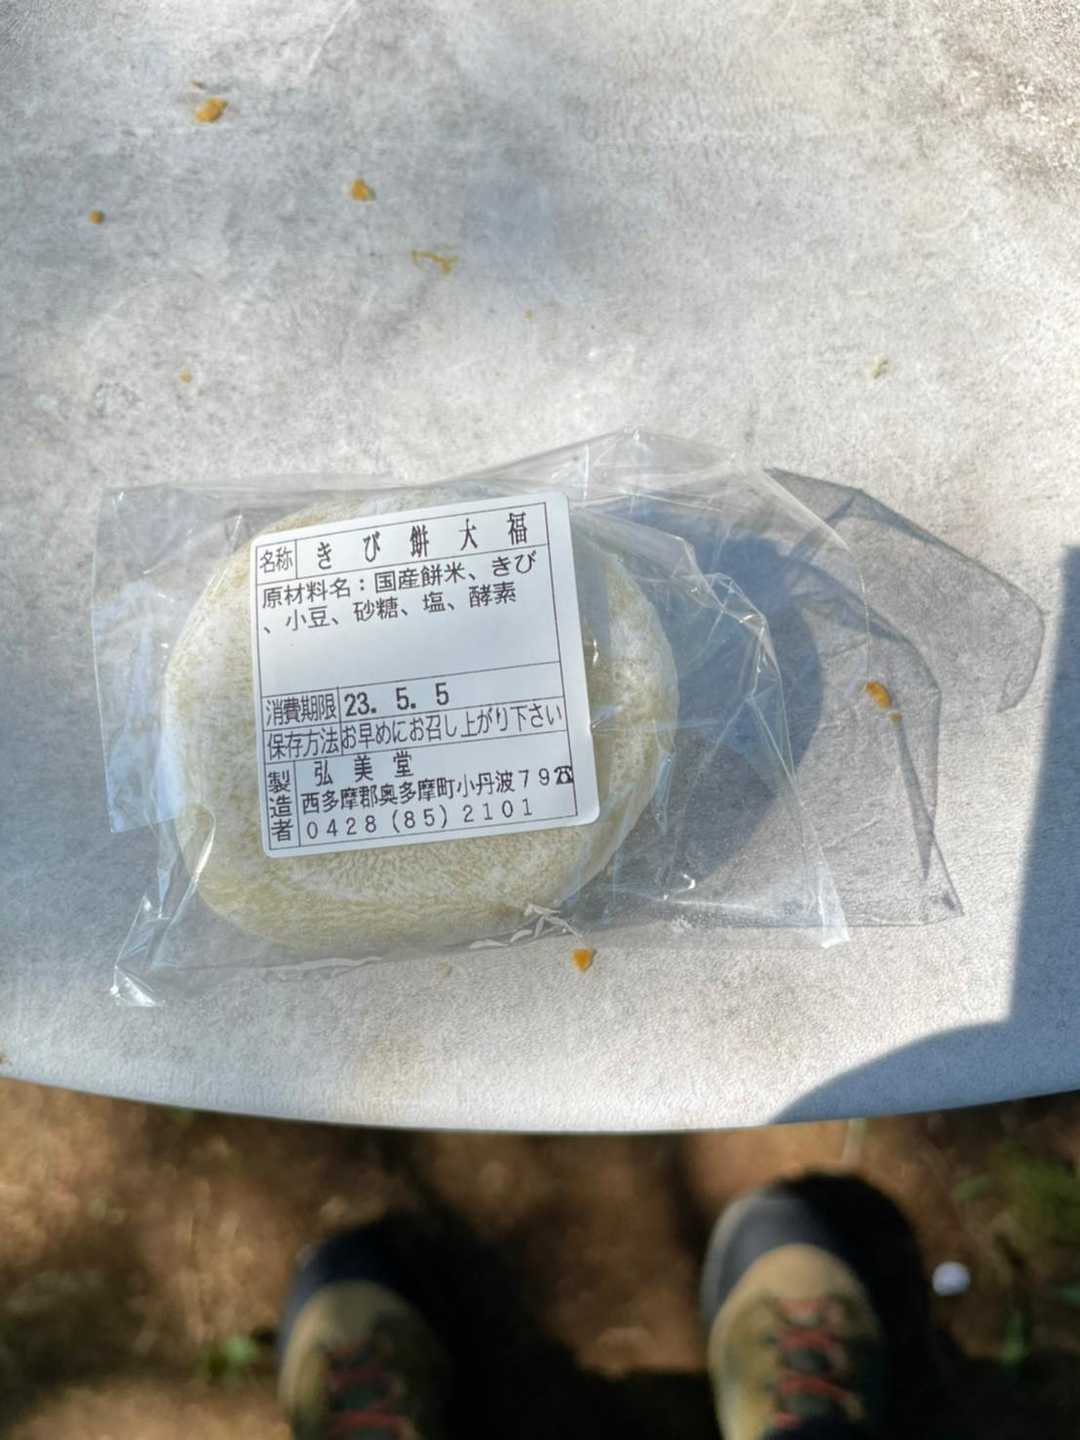 名称 きび餅大福
原材料名：国産餅米、きび
、小豆、砂糖、塩、酵素
消費期限 23. 5. 5
保存方法 お早めにお召し上がり下さい
製造者 弘美堂
西多摩郡奥多摩町小丹波79☎
0428(85)2101